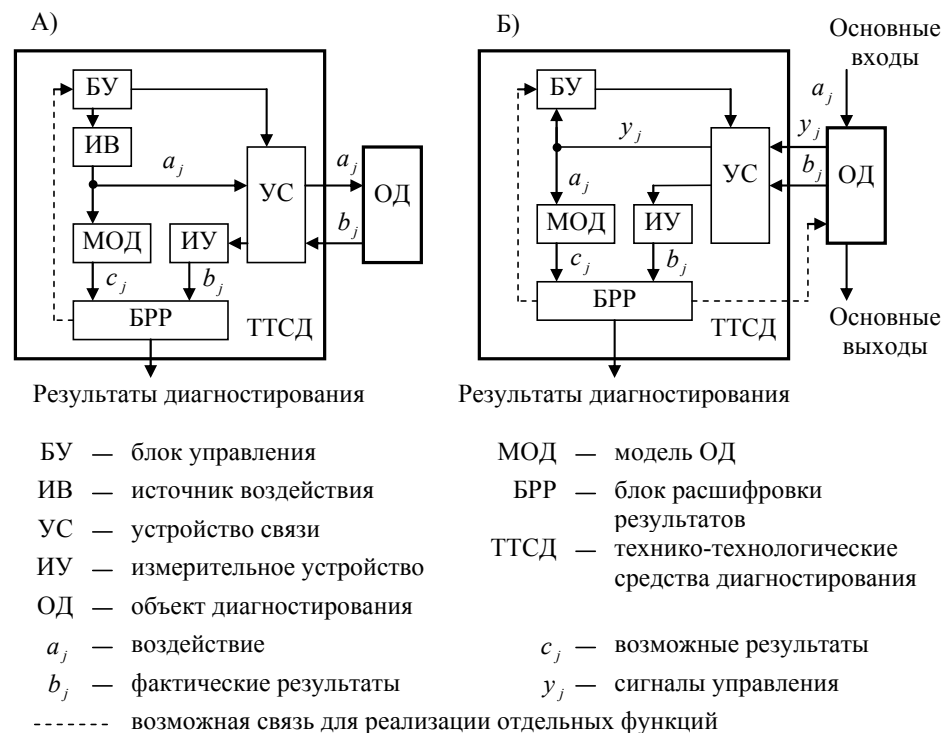 А)
БУ
ИВ
a_j
a_j
УС
ОД
МОД
ИУ
b_j
c_j
b_j
БРР
ТТСД
Результаты диагностирования
Б)
Основные
входы
БУ
a_j
y_j
y_j
b_j
УС
ОД
a_j
МОД
ИУ
c_j
b_j
БРР
ТТСД
Основные
выходы
Результаты диагностирования
БУ — блок управления
ИВ — источник воздействия
УС — устройство связи
ИУ — измерительное устройство
ОД — объект диагностирования
a_j — воздействие
b_j — фактические результаты
МОД — модель ОД
БРР — блок расшифровки
результатов
ТТСД — технико-технологические
средства диагностирования
c_j — возможные результаты
y_j — сигналы управления
------- возможная связь для реализации отдельных функций